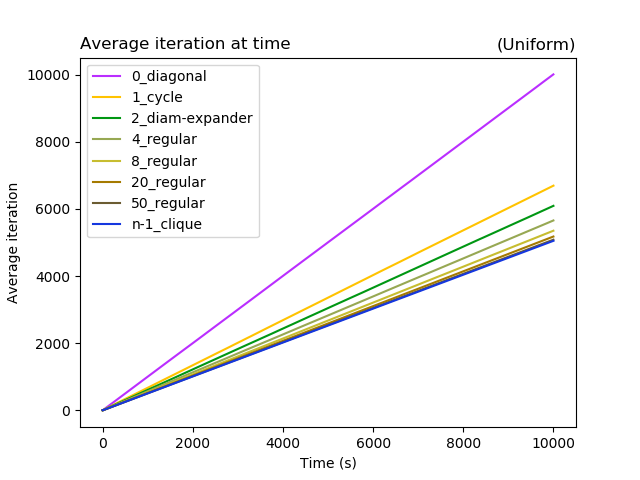 Average iteration at time (Uniform)
10000
8000
6000
4000
2000
0
Average iteration
0_diagonal
1_cycle
2_diam-expander
4_regular
8_regular
20_regular
50_regular
n-1_clique
0 2000 4000 6000 8000 10000
Time (s)